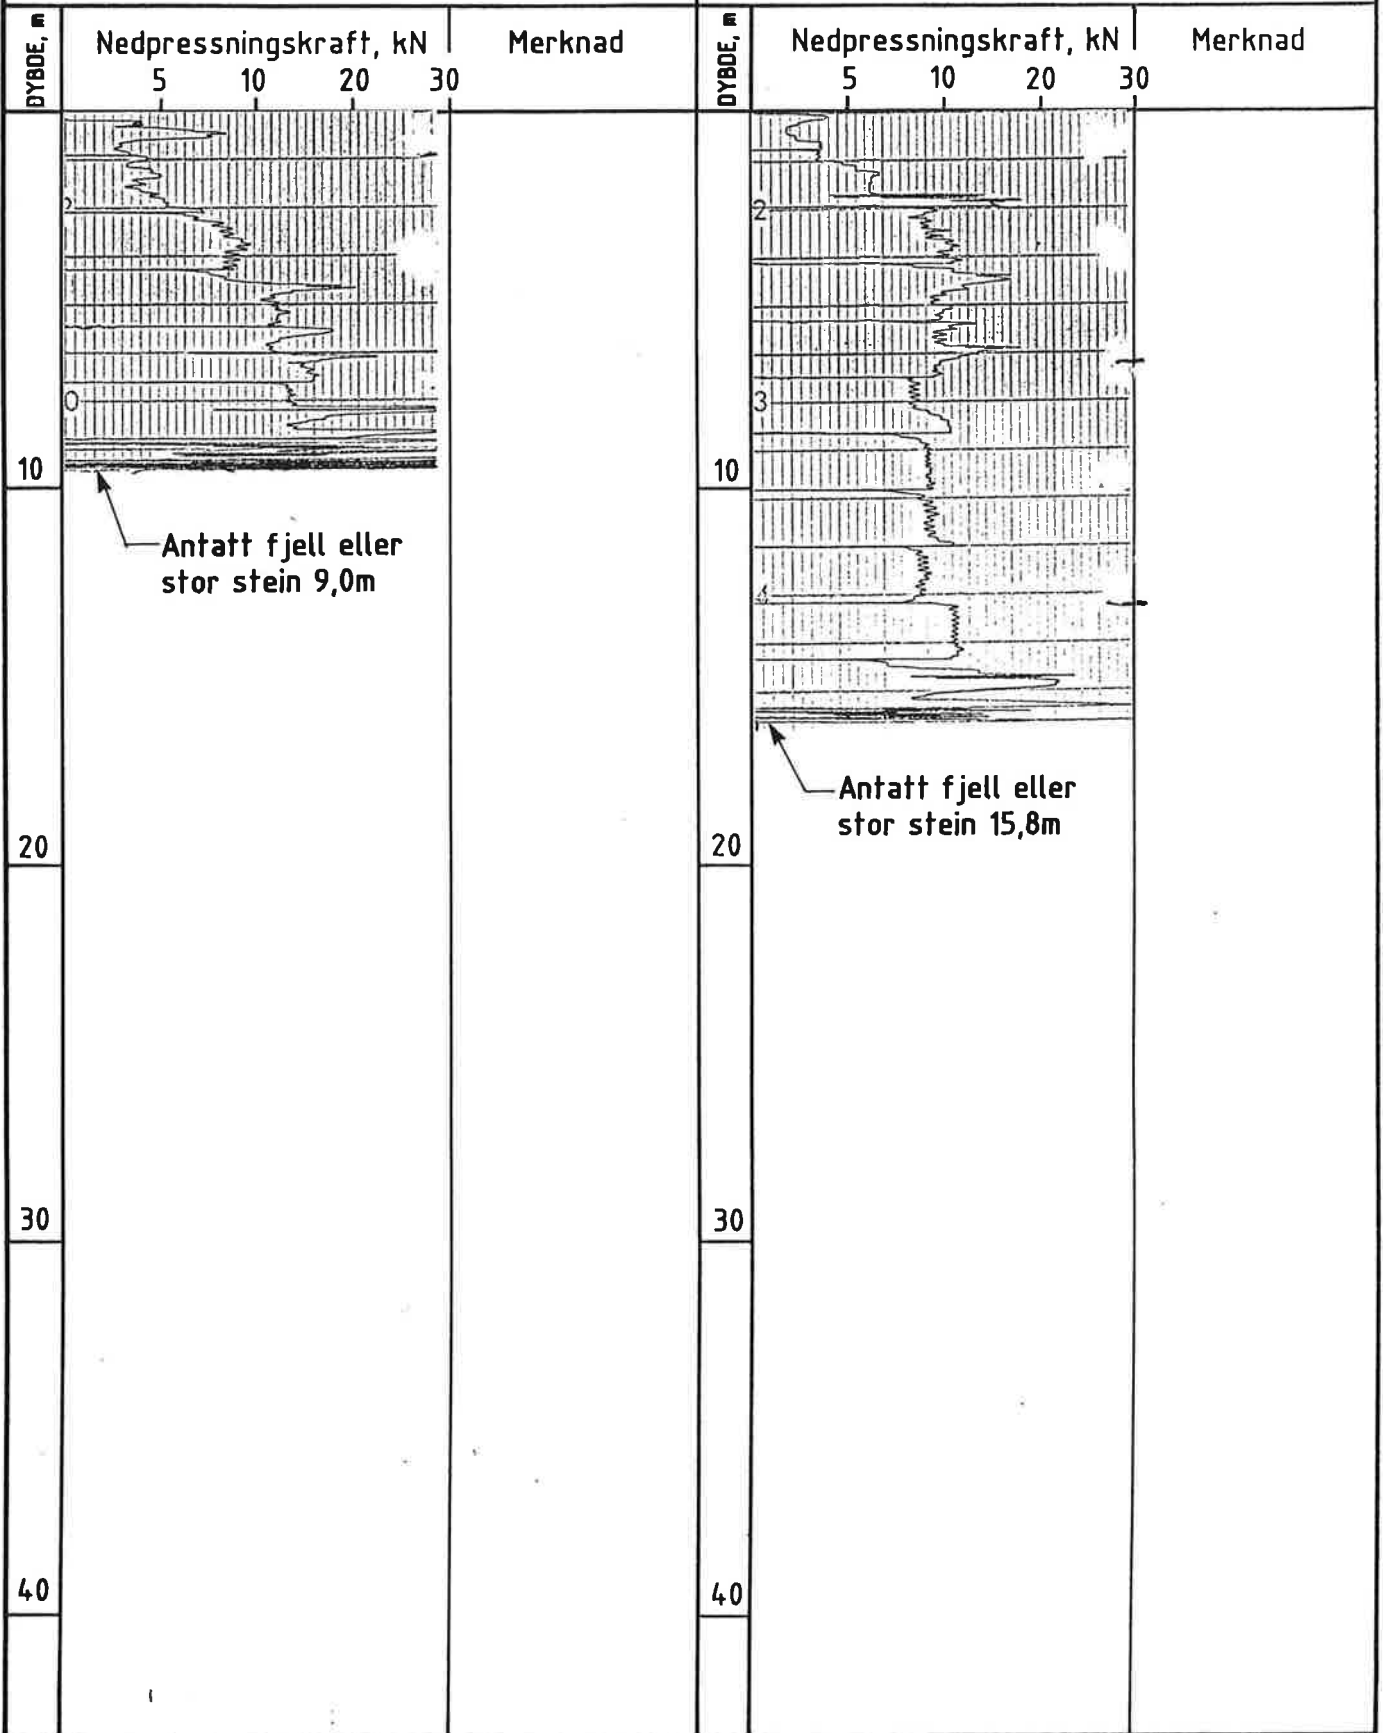 DYBDE, m
Nedpressningskraft, kN
Merknad
5 10 20 30
10
Antatt fjell eller
stor stein 9,0m
20
30
40
DYBDE, m
Nedpressningskraft, kN
Merknad
5 10 20 30
2
3
4
10
Antatt fjell eller
stor stein 15,8m
20
30
40